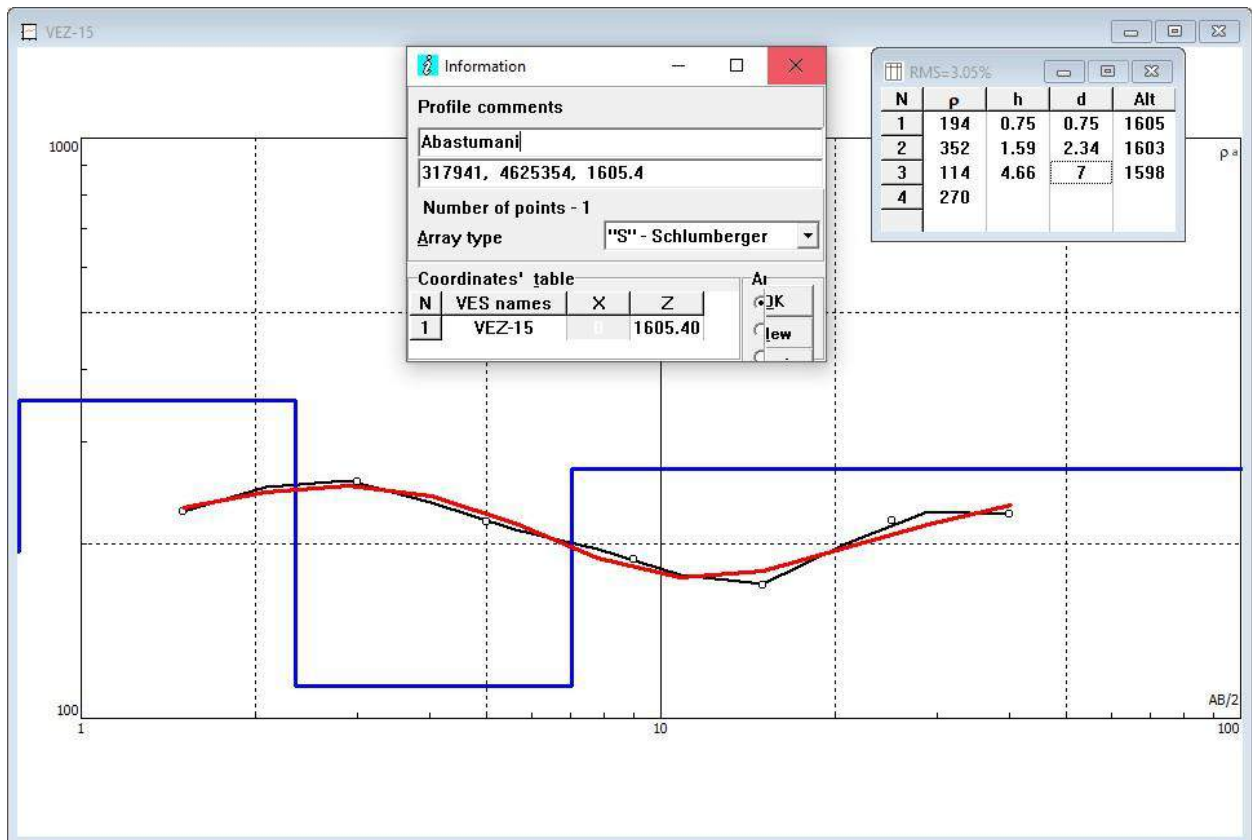 VEZ-15
Information
Profile comments
Abastumani
317941, 4625354, 1605.4
Number of points - 1
Array type "S" - Schlumberger
Coordinates' table
N VES names X Z
1 VEZ-15 0 1605.40
RMS=3.05%
N ρ h d Alt
1 194 0.75 0.75 1605
2 352 1.59 2.34 1603
3 114 4.66 7 1598
4 270
1000
ρa
100
AB/2
1 10 100